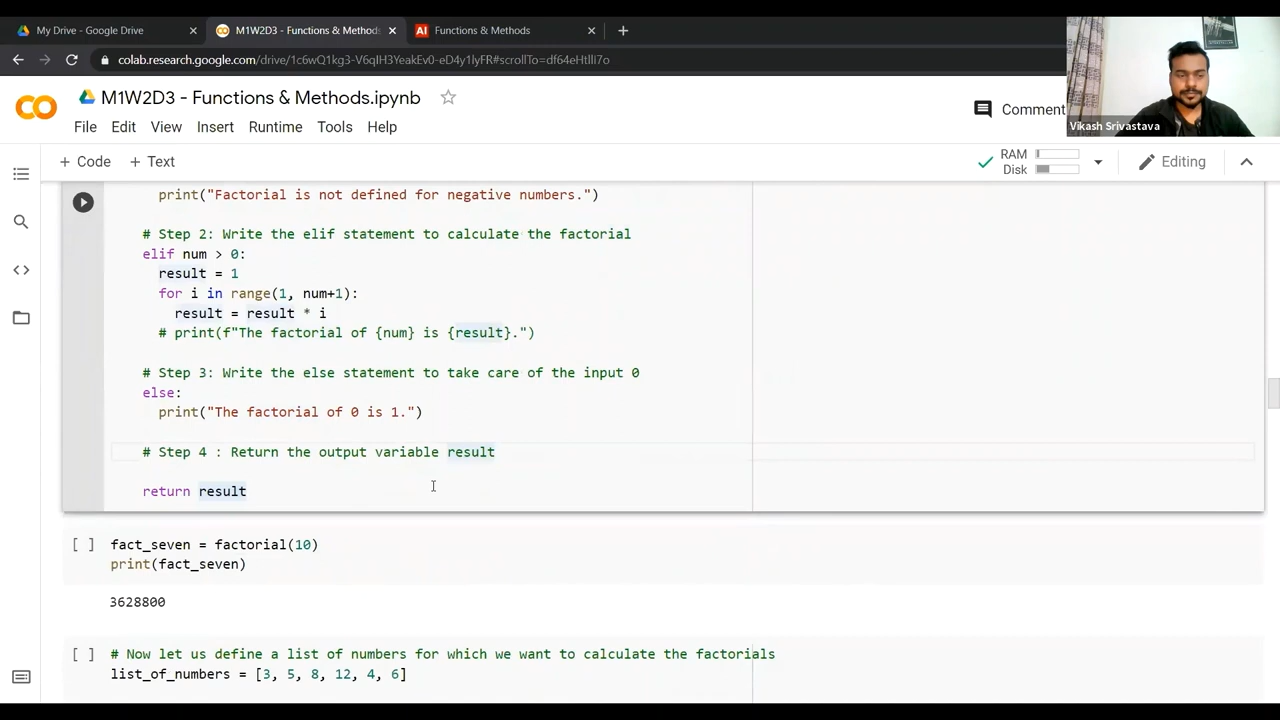 My Drive - Google Drive
M1W2D3 - Functions & Methods
Functions & Methods
colab.research.google.com/drive/1c6wQ1kg3-V6qIH3YeakEv0-eD4y1lyFR#scrollTo=df64eHtlli7o
M1W2D3 - Functions & Methods.ipynb
Comment
Vikash Srivastava
File Edit View Insert Runtime Tools Help
+ Code + Text
RAM
Disk
Editing
print("Factorial is not defined for negative numbers.")
# Step 2: Write the elif statement to calculate the factorial
elif num > 0:
result = 1
for i in range(1, num+1):
result = result * i
# print(f"The factorial of {num} is {result}.")
# Step 3: Write the else statement to take care of the input 0
else:
print("The factorial of 0 is 1.")
# Step 4 : Return the output variable result
return result
[ ] fact_seven = factorial(10)
print(fact_seven)
3628800
[ ] # Now let us define a list of numbers for which we want to calculate the factorials
list_of_numbers = [3, 5, 8, 12, 4, 6]